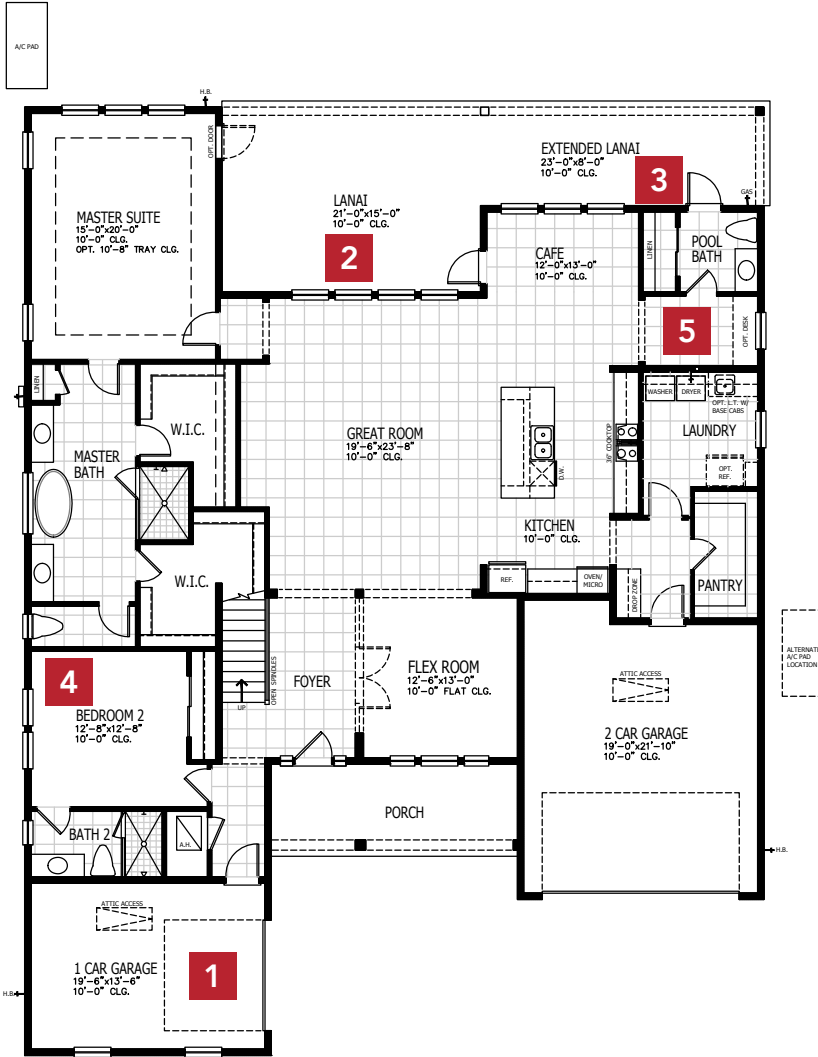 A/C PAD
H.B.
OPT. DOOR
EXTENDED LANAI
23'-0"x8'-0"
10'-0" CLG.
3
GAS
LANAI
21'-0"x15'-0"
10'-0" CLG.
2
MASTER SUITE
15'-0"x20'-0"
10'-0" CLG.
OPT. 10'-8" TRAY CLG.
CAFE
12'-0"x13'-0"
10'-0" CLG.
LINEN
POOL
BATH
5
OPT. DESK
LINEN
W.I.C.
MASTER
BATH
GREAT ROOM
19'-6"x23'-8"
10'-0" CLG.
36" COOKTOP
D.W.
WASHER
DRYER
OPT. L.T. W/
BASE CABS
LAUNDRY
OPT.
REF.
KITCHEN
10'-0" CLG.
W.I.C.
REF.
OVEN/
MICRO
DROP ZONE
PANTRY
ALTERNATE
A/C PAD
LOCATION
4
BEDROOM 2
12'-8"x12'-8"
10'-0" CLG.
UP
OPEN SPINDLES
FOYER
FLEX ROOM
12'-6"x13'-0"
10'-0" FLAT CLG.
ATTIC ACCESS
2 CAR GARAGE
19'-0"x21'-10"
10'-0" CLG.
PORCH
BATH 2
A.H.
H.B.
ATTIC ACCESS
1 CAR GARAGE
19'-6"x13'-6"
10'-0" CLG.
1
H.B.